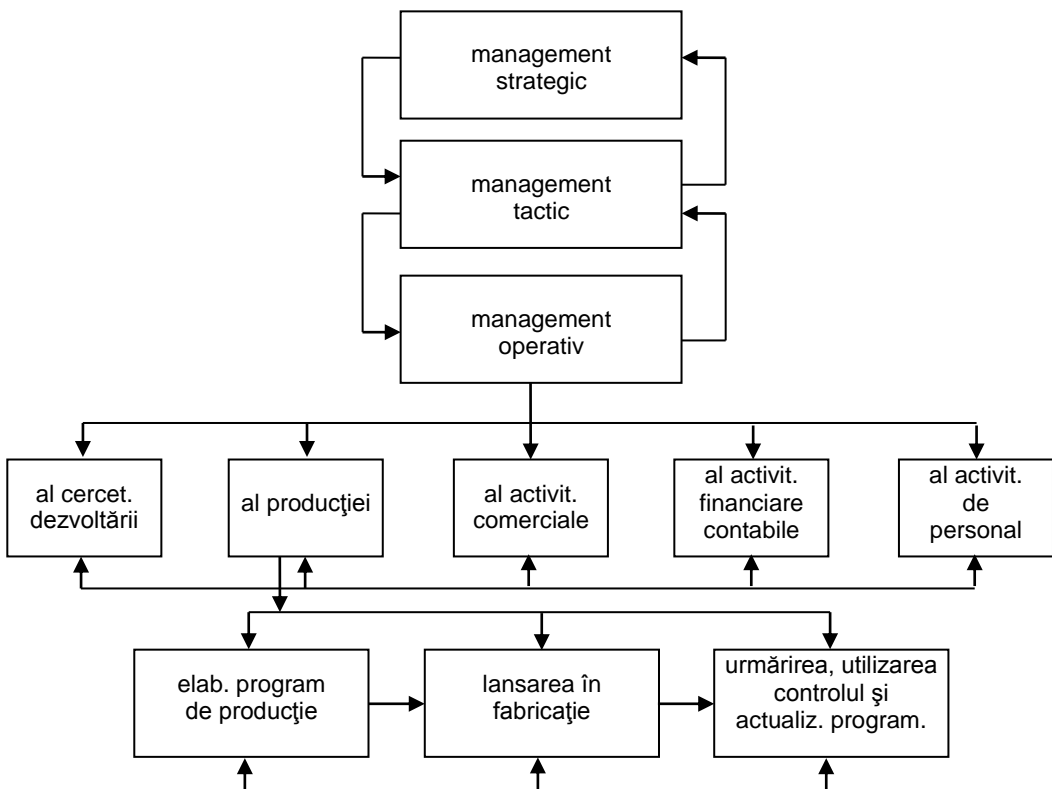 management
strategic
management
tactic
management
operativ
al cercet.
dezvoltării
al producţiei
al activit.
comerciale
al activit.
financiare
contabile
al activit.
de
personal
elab. program
de producţie
lansarea în
fabricaţie
urmărirea, utilizarea
controlul şi
actualiz. program.